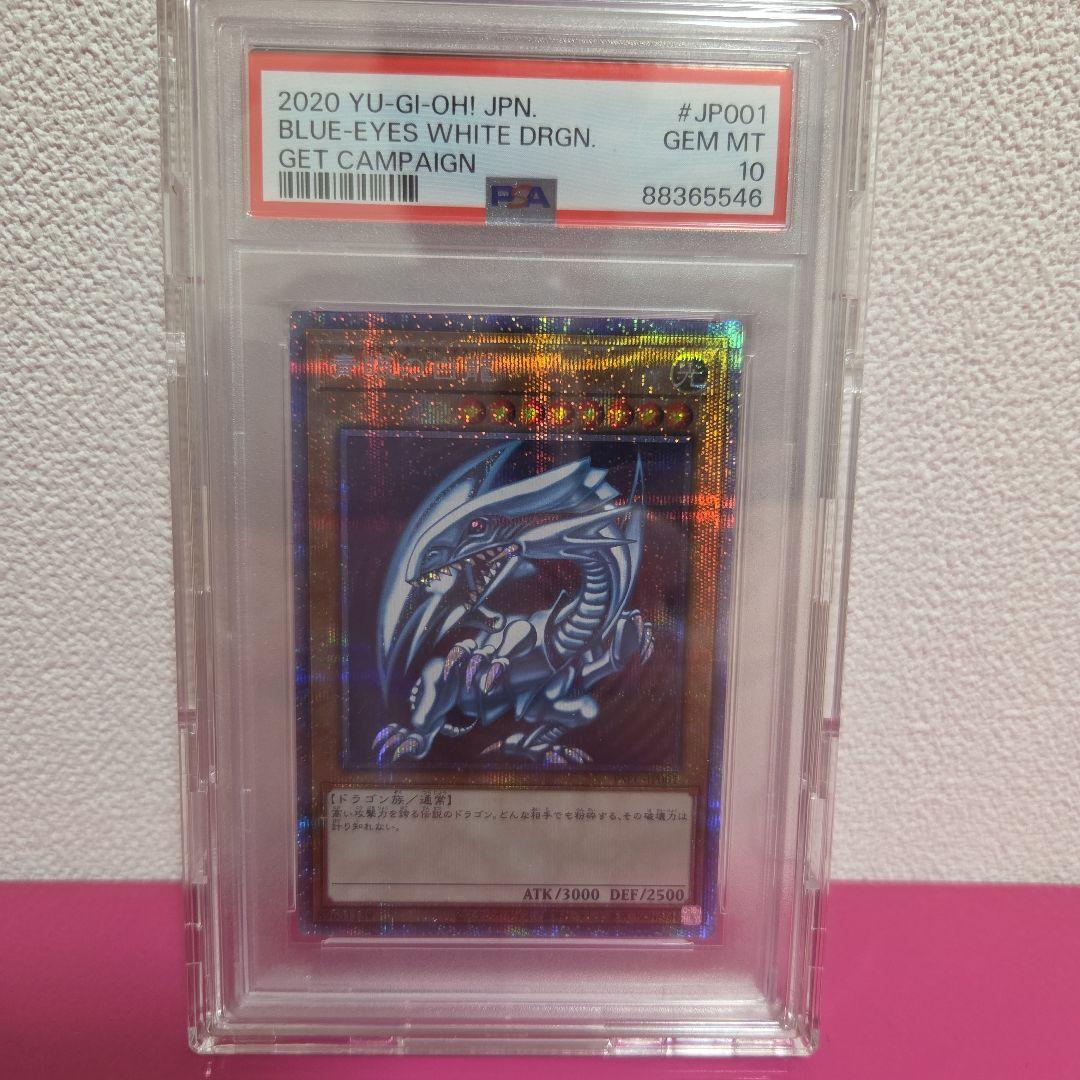 2020 YU-GI-OH! JPN. #JP001
BLUE-EYES WHITE DRGN. GEM MT
GET CAMPAIGN 10
PSA 88365546
光
【ドラゴン族/通常】
高い攻撃力を誇る伝説のドラゴン。どんな相手でも粉砕する、その破壊力は
計り知れない。
ATK/3000 DEF/2500